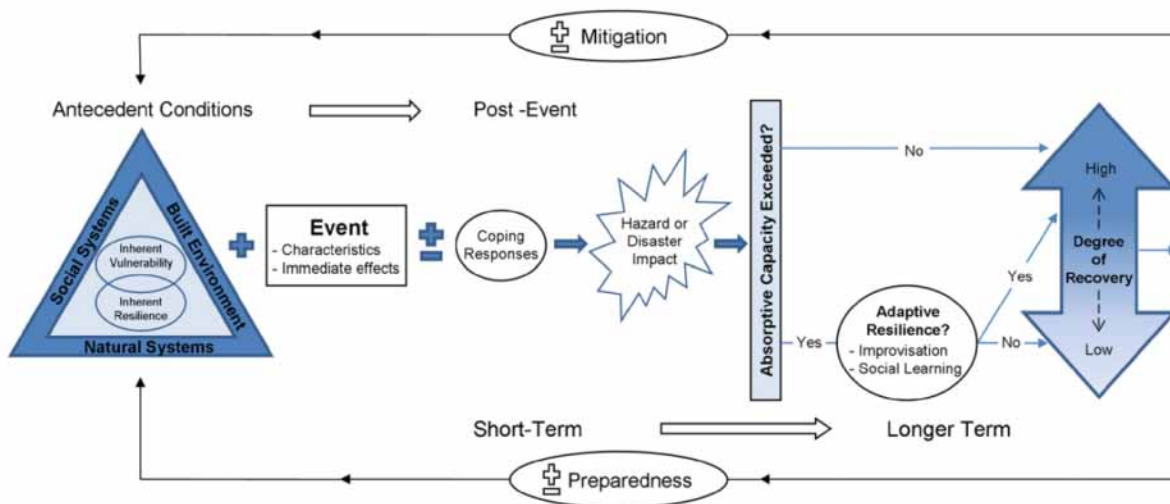 ± Mitigation
Antecedent Conditions
Post -Event
Social Systems
Built Environment
Natural Systems
Inherent
Vulnerability
Inherent
Resilience
+
Event
- Characteristics
- Immediate effects
±
Coping
Responses
Hazard or
Disaster
Impact
Absorptive Capacity Exceeded?
No
Yes
Adaptive
Resilience?
- Improvisation
- Social Learning
Yes
No
High
Degree
of
Recovery
Low
Short-Term
Longer Term
± Preparedness